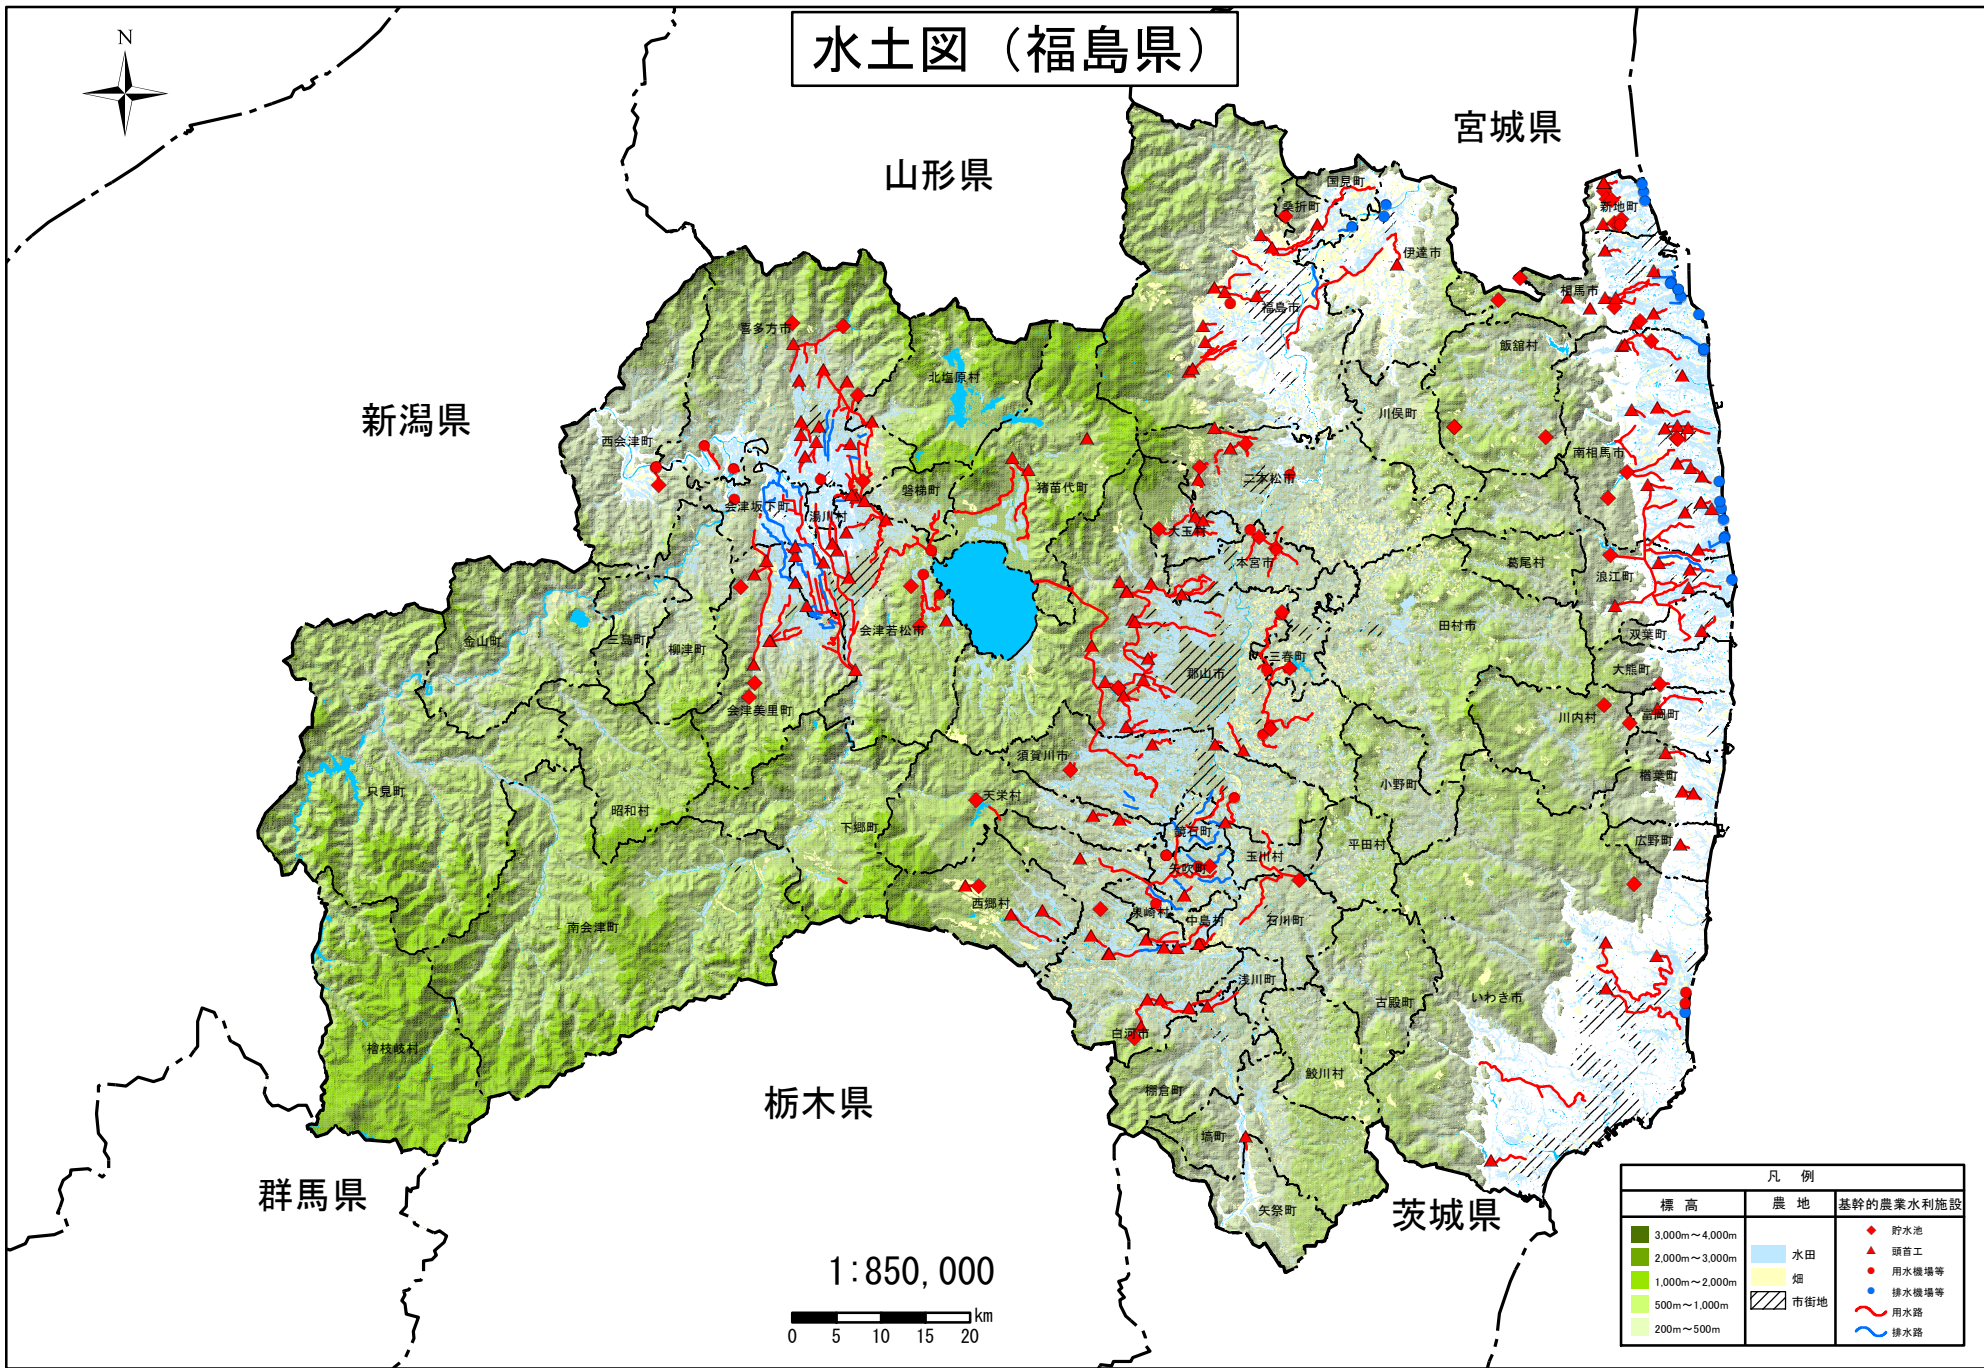 水土図（福島県）
N
宮城県
山形県
新潟県
国見町
桑折町
新地町
伊達市
相馬市
福島市
喜多方市
飯舘村
北塩原村
川俣町
西会津町
南相馬市
二本松市
磐梯町
猪苗代町
会津坂下町
湯川村
大玉村
本宮市
葛尾村
浪江町
会津若松市
田村市
双葉町
金山町
三島町
柳津町
三春町
大熊町
郡山市
会津美里町
川内村
富岡町
須賀川市
楢葉町
小野町
只見町
天栄村
昭和村
下郷町
鏡石町
広野町
平田村
玉川村
矢吹町
西郷村
泉崎村
中島村
石川町
南会津町
浅川町
古殿町
いわき市
白河市
檜枝岐村
鮫川村
棚倉町
塙町
矢祭町
栃木県
群馬県
茨城県
1:850,000
km
0 5 10 15 20
凡 例
標 高 農 地 基幹的農業水利施設
3,000m～4,000m
2,000m～3,000m
1,000m～2,000m
500m～1,000m
200m～500m
水田
畑
市街地
貯水池
頭首工
用水機場等
排水機場等
用水路
排水路